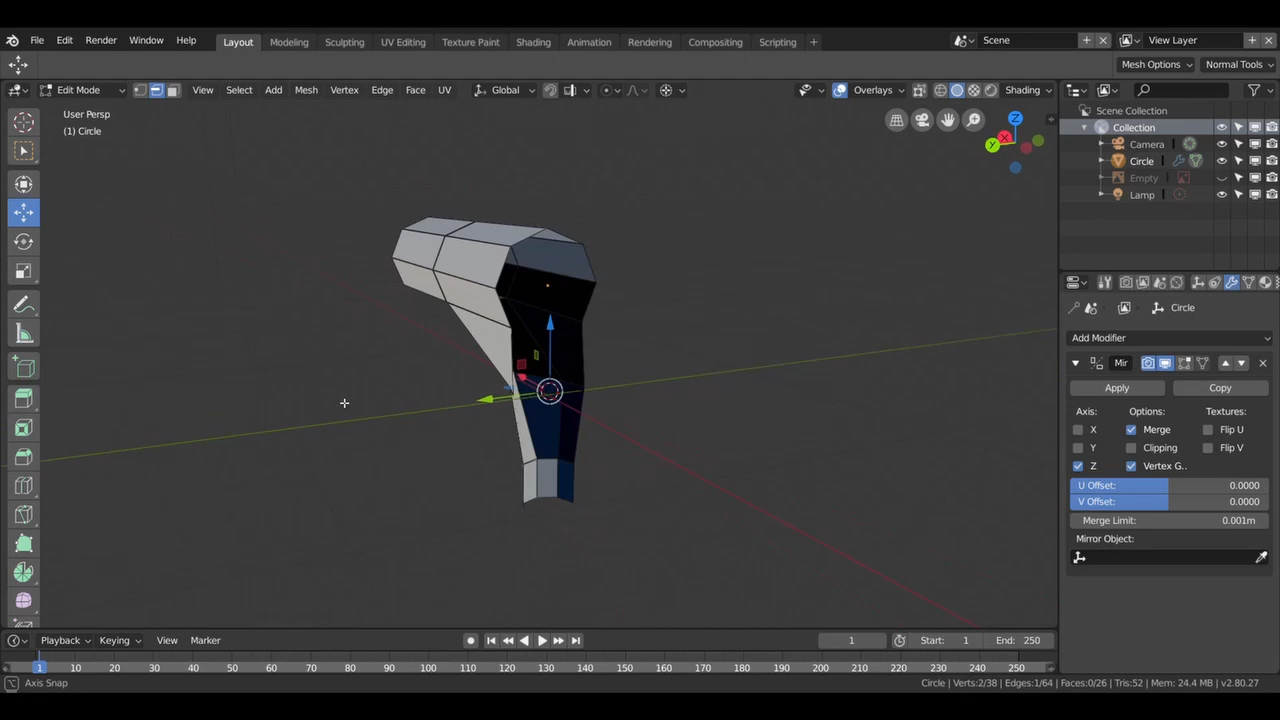 File Edit Render Window Help Layout Modeling Sculpting UV Editing Texture Paint Shading Animation Rendering Compositing Scripting + Scene View Layer
Mesh Options Normal Tools
Edit Mode View Select Add Mesh Vertex Edge Face UV Global Overlays Shading
User Persp
(1) Circle
Z
X
Y
Scene Collection
Collection
Camera
Circle
Empty
Lamp
Circle
Add Modifier
Mir
Apply Copy
Axis: Options: Textures:
X Merge Flip U
Y Clipping Flip V
Z Vertex G..
U Offset: 0.0000
V Offset: 0.0000
Merge Limit: 0.001m
Mirror Object:
Playback Keying View Marker 1 Start: 1 End: 250
1 10 20 30 40 50 60 70 80 90 100 110 120 130 140 150 160 170 180 190 200 210 220 230 240 250
Axis Snap Circle | Verts:2/38 | Edges:1/64 | Faces:0/26 | Tris:52 | Mem: 24.4 MB | v2.80.27